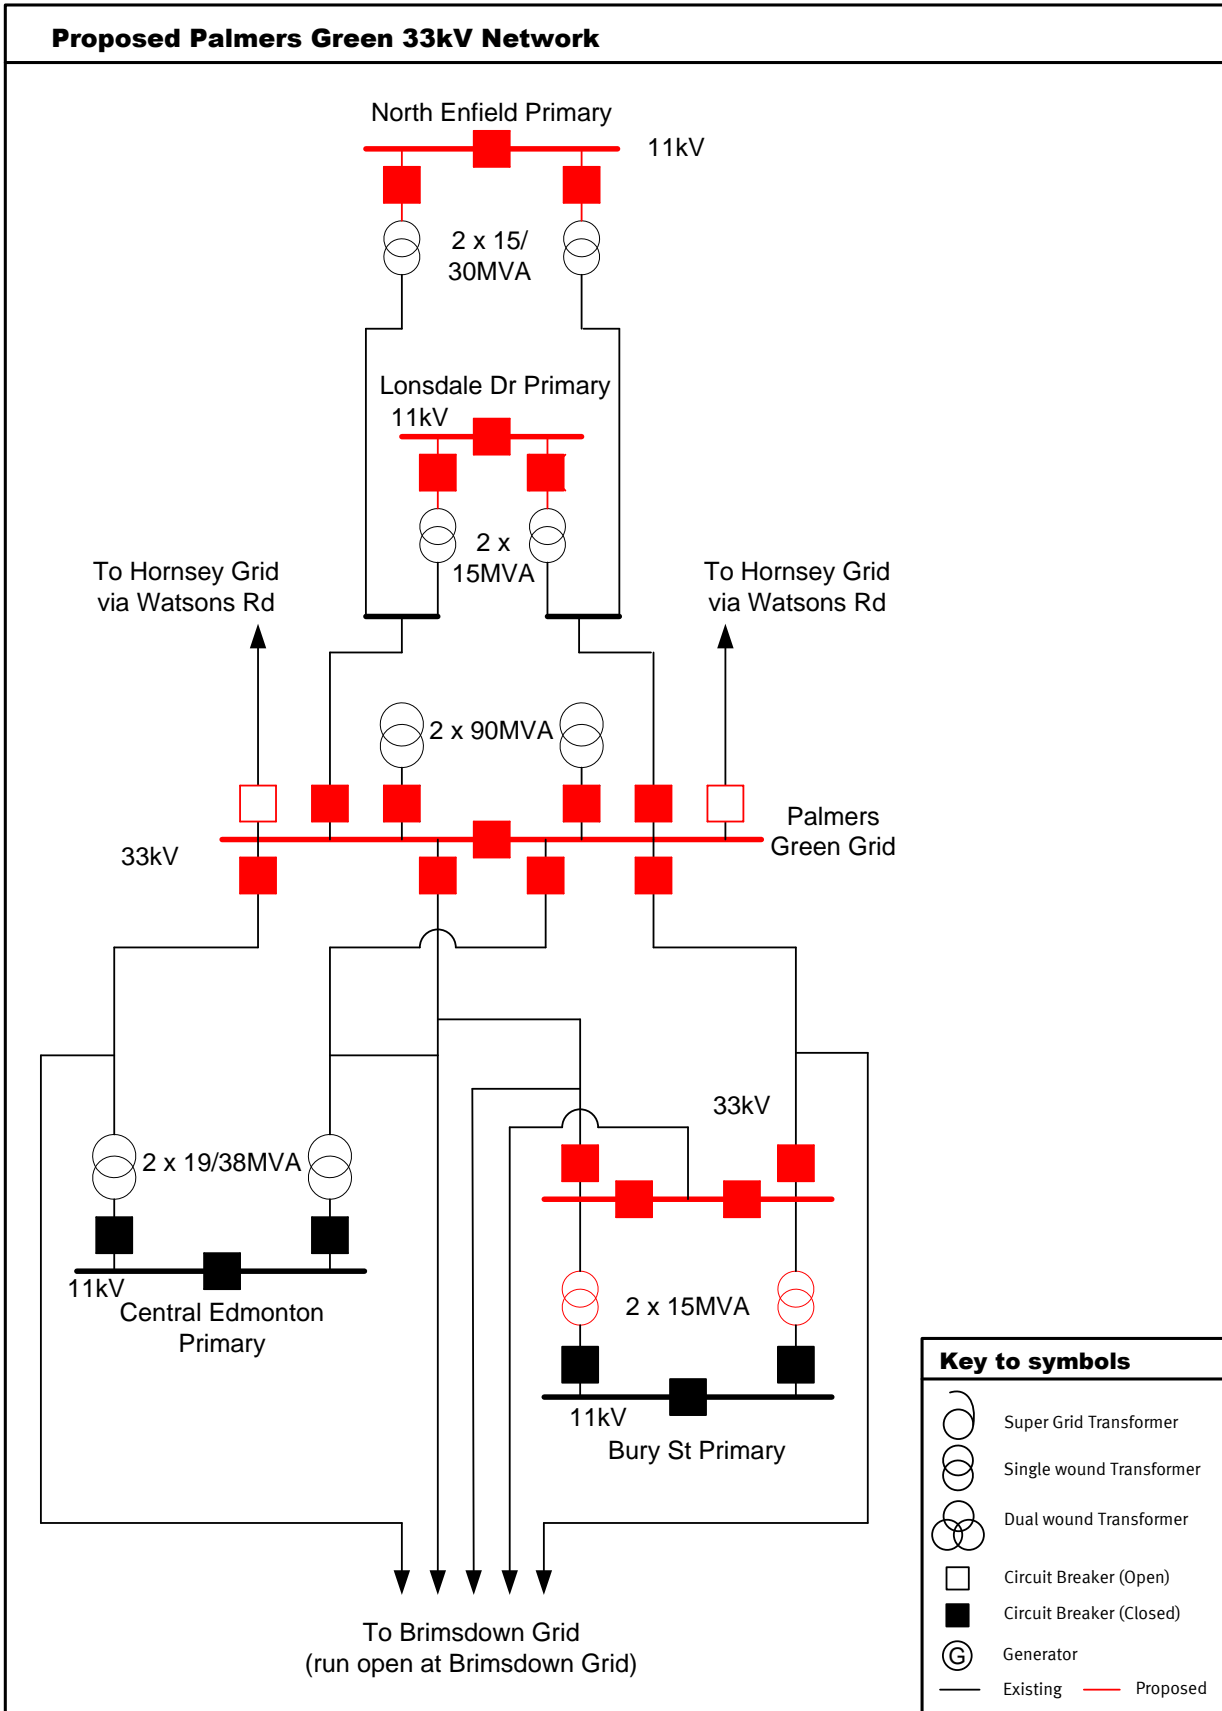 Proposed Palmers Green 33kV Network
North Enfield Primary
11kV
2 x 15/
30MVA
Lonsdale Dr Primary
11kV
2 x
15MVA
To Hornsey Grid
via Watsons Rd
To Hornsey Grid
via Watsons Rd
2 x 90MVA
Palmers
Green Grid
33kV
33kV
2 x 19/38MVA
11kV
Central Edmonton
Primary
2 x 15MVA
11kV
Bury St Primary
To Brimsdown Grid
(run open at Brimsdown Grid)
Key to symbols
Super Grid Transformer
Single wound Transformer
Dual wound Transformer
Circuit Breaker (Open)
Circuit Breaker (Closed)
G Generator
Existing Proposed